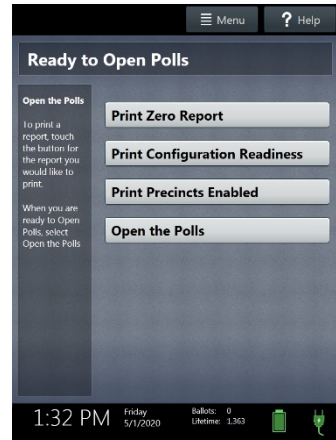 Menu
? Help
Ready to Open Polls
Open the Polls
To print a
report, touch
the button for
the report you
would like to
print.
When you are
ready to Open
Polls, select
Open the Polls
Print Zero Report
Print Configuration Readiness
Print Precincts Enabled
Open the Polls
1:32 PM
Friday
5/1/2020
Ballots: 0
Lifetime: 1,363